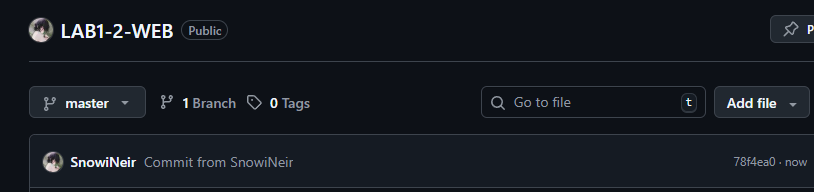 LAB1-2-WEB Public
master 1 Branch 0 Tags Go to file t Add file
SnowiNeir Commit from SnowiNeir 78f4ea0 · now